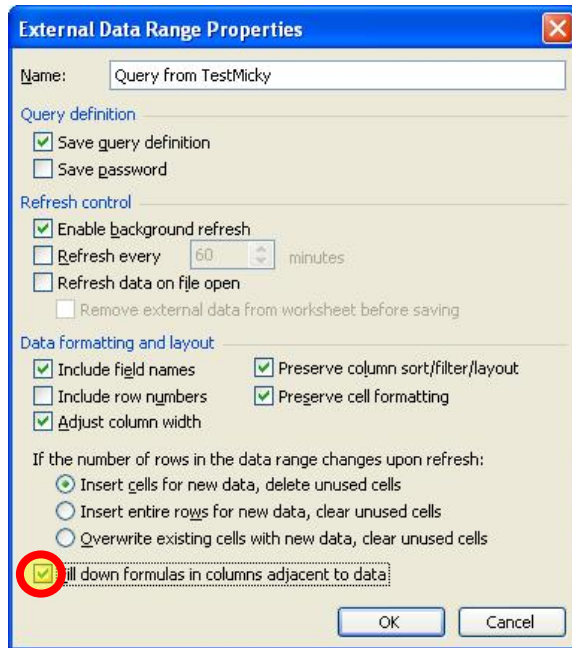 External Data Range Properties
Name: Query from TestMicky
Query definition
Save query definition
Save password
Refresh control
Enable background refresh
Refresh every 60 minutes
Refresh data on file open
Remove external data from worksheet before saving
Data formatting and layout
Include field names Preserve column sort/filter/layout
Include row numbers Preserve cell formatting
Adjust column width
If the number of rows in the data range changes upon refresh:
Insert cells for new data, delete unused cells
Insert entire rows for new data, clear unused cells
Overwrite existing cells with new data, clear unused cells
Fill down formulas in columns adjacent to data
OK Cancel